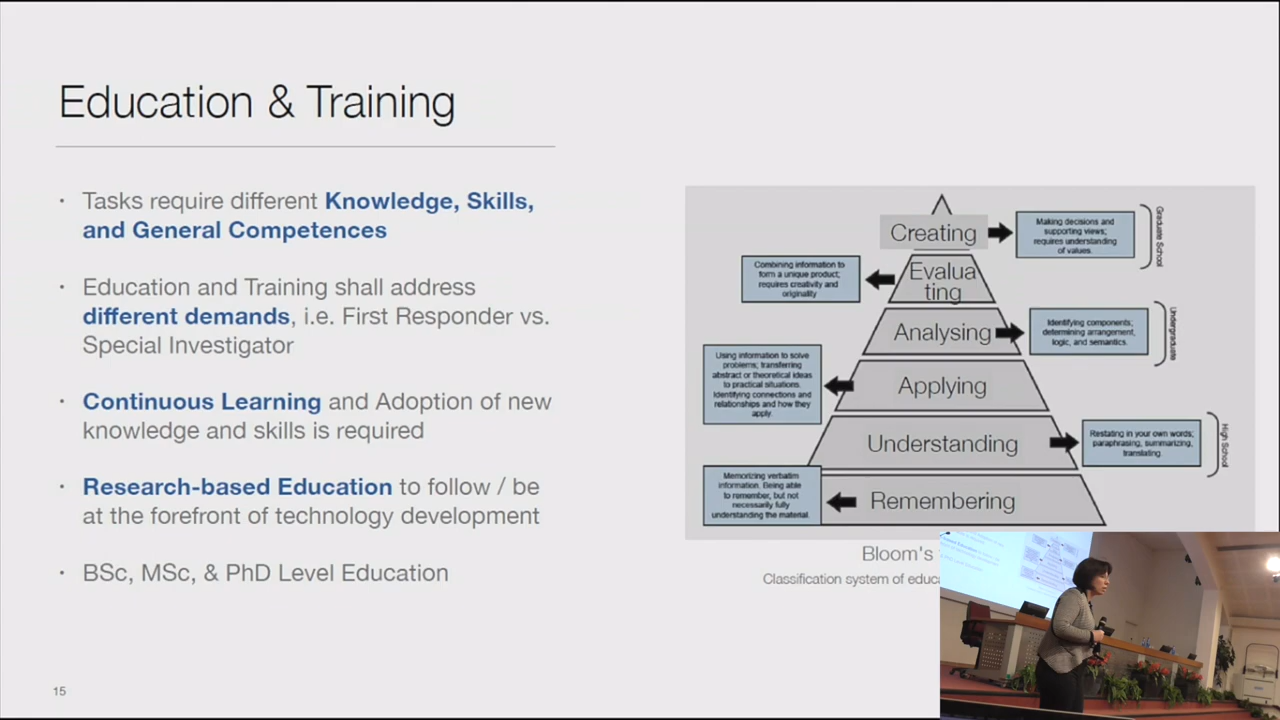 Education & Training
· Tasks require different Knowledge, Skills,
and General Competences
· Education and Training shall address
different demands, i.e. First Responder vs.
Special Investigator
· Continuous Learning and Adoption of new
knowledge and skills is required
· Research-based Education to follow / be
at the forefront of technology development
· BSc, MSc, & PhD Level Education
15
Creating
Making decisions and
supporting views;
requires understanding
of values.
Graduate School
Combining information to
form a unique product;
requires creativity and
originality
Evalua
ting
Analysing
Identifying components;
determining arrangement,
logic, and semantics.
Undergraduate
Using information to solve
problems; transferring
abstract or theoretical ideas
to practical situations.
Identifying connections and
relationships and how they
apply.
Applying
Understanding
Restating in your own words;
paraphrasing, summarizing,
translating.
High School
Memorizing verbatim
information. Being able
to remember, but not
necessarily fully
understanding the material.
Remembering
Bloom's
Classification system of